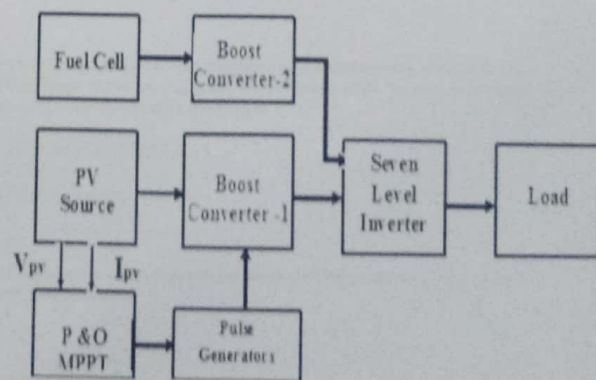 Fuel Cell
Boost
Converter-2
PV
Source
Boost
Converter -1
Seven
Level
Inverter
Load
Vpv
Ipv
P & O
MPPT
Pulse
Generators